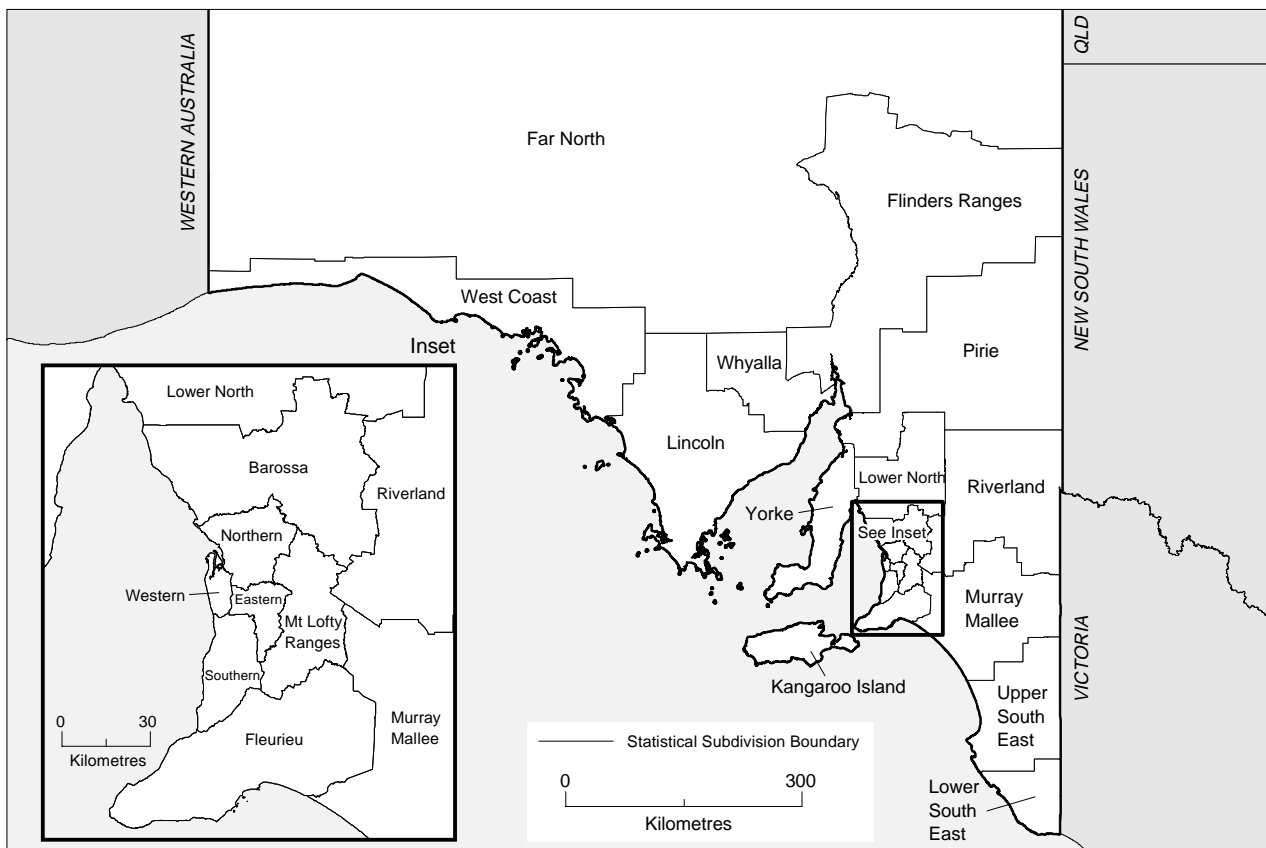 WESTERN AUSTRALIA
QLD
Far North
Flinders Ranges
NEW SOUTH WALES
West Coast
Inset
Pirie
Whyalla
Lower North
Lincoln
Barossa
Lower North
Riverland
Riverland
Yorke
Northern
See Inset
Western
Eastern
Mt Lofty
Ranges
Murray
Mallee
VICTORIA
Southern
Kangaroo Island
Upper
South
East
0 30
Kilometres
Murray
Mallee
Fleurieu
Statistical Subdivision Boundary
0 300
Kilometres
Lower
South
East